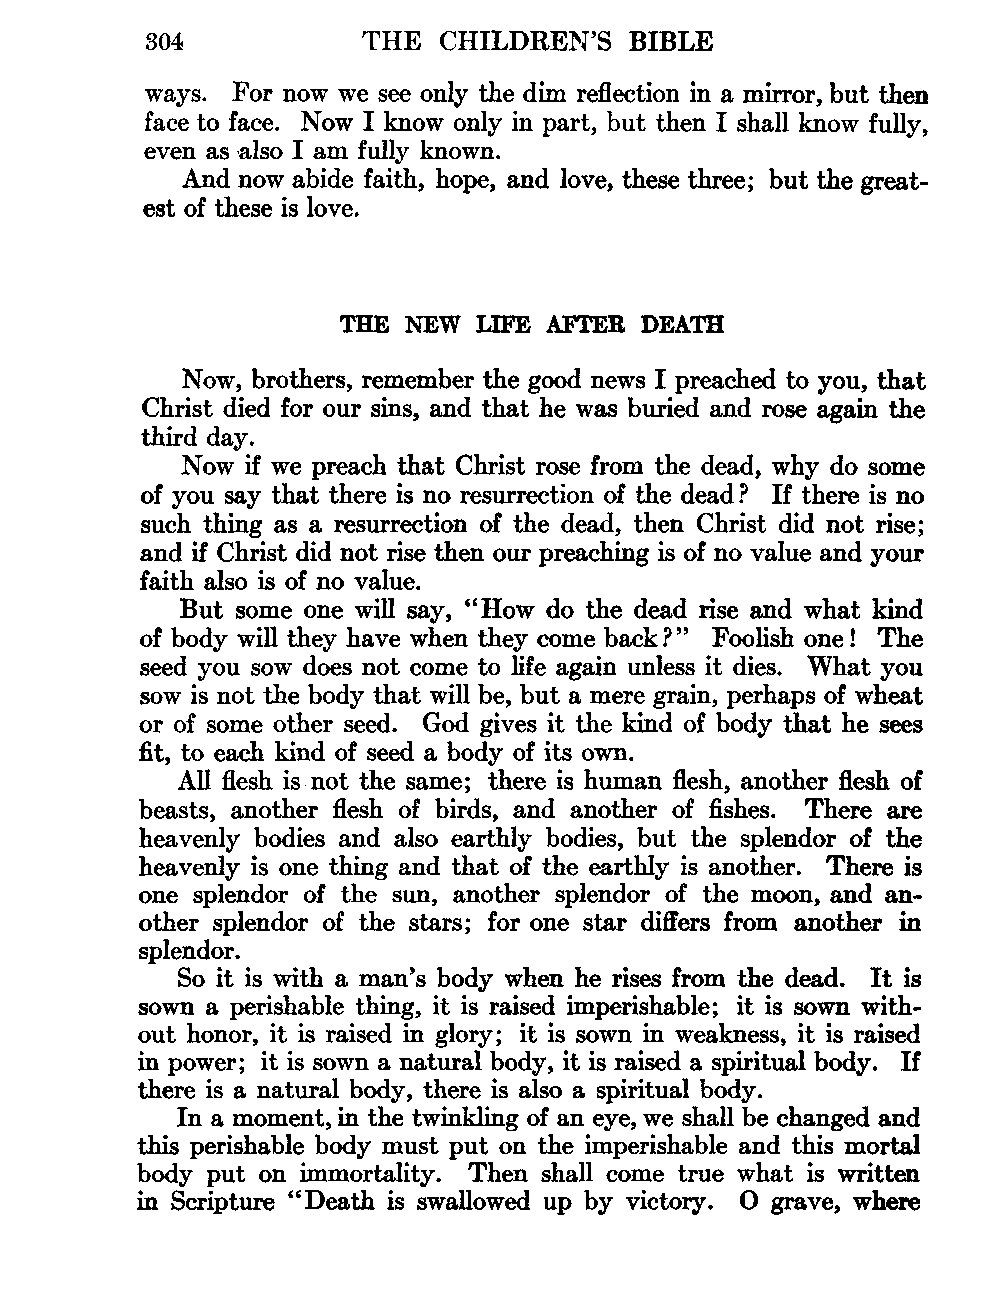 304 THE CHILDREN'S BIBLE
ways. For now we see only the dim reflection in a mirror, but then
face to face. Now I know only in part, but then I shall know fully,
even as also I am fully known.
And now abide faith, hope, and love, these three; but the great-
est of these is love.
THE NEW LIFE AFTER DEATH
Now, brothers, remember the good news I preached to you, that
Christ died for our sins, and that he was buried and rose again the
third day.
Now if we preach that Christ rose from the dead, why do some
of you say that there is no resurrection of the dead? If there is no
such thing as a resurrection of the dead, then Christ did not rise;
and if Christ did not rise then our preaching is of no value and your
faith also is of no value.
But some one will say, “How do the dead rise and what kind
of body will they have when they come back?” Foolish one! The
seed you sow does not come to life again unless it dies. What you
sow is not the body that will be, but a mere grain, perhaps of wheat
or of some other seed. God gives it the kind of body that he sees
fit, to each kind of seed a body of its own.
All flesh is not the same; there is human flesh, another flesh of
beasts, another flesh of birds, and another of fishes. There are
heavenly bodies and also earthly bodies, but the splendor of the
heavenly is one thing and that of the earthly is another. There is
one splendor of the sun, another splendor of the moon, and an-
other splendor of the stars; for one star differs from another in
splendor.
So it is with a man's body when he rises from the dead. It is
sown a perishable thing, it is raised imperishable; it is sown with-
out honor, it is raised in glory; it is sown in weakness, it is raised
in power; it is sown a natural body, it is raised a spiritual body. If
there is a natural body, there is also a spiritual body.
In a moment, in the twinkling of an eye, we shall be changed and
this perishable body must put on the imperishable and this mortal
body put on immortality. Then shall come true what is written
in Scripture “Death is swallowed up by victory. O grave, where